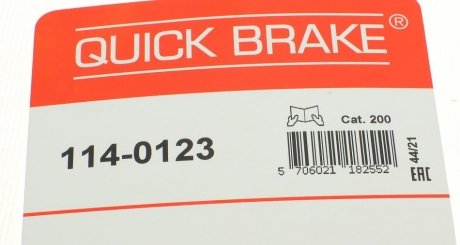 QUICK BRAKE®
Cat. 200
114-0123
5 706021 182552
44/21
EAC